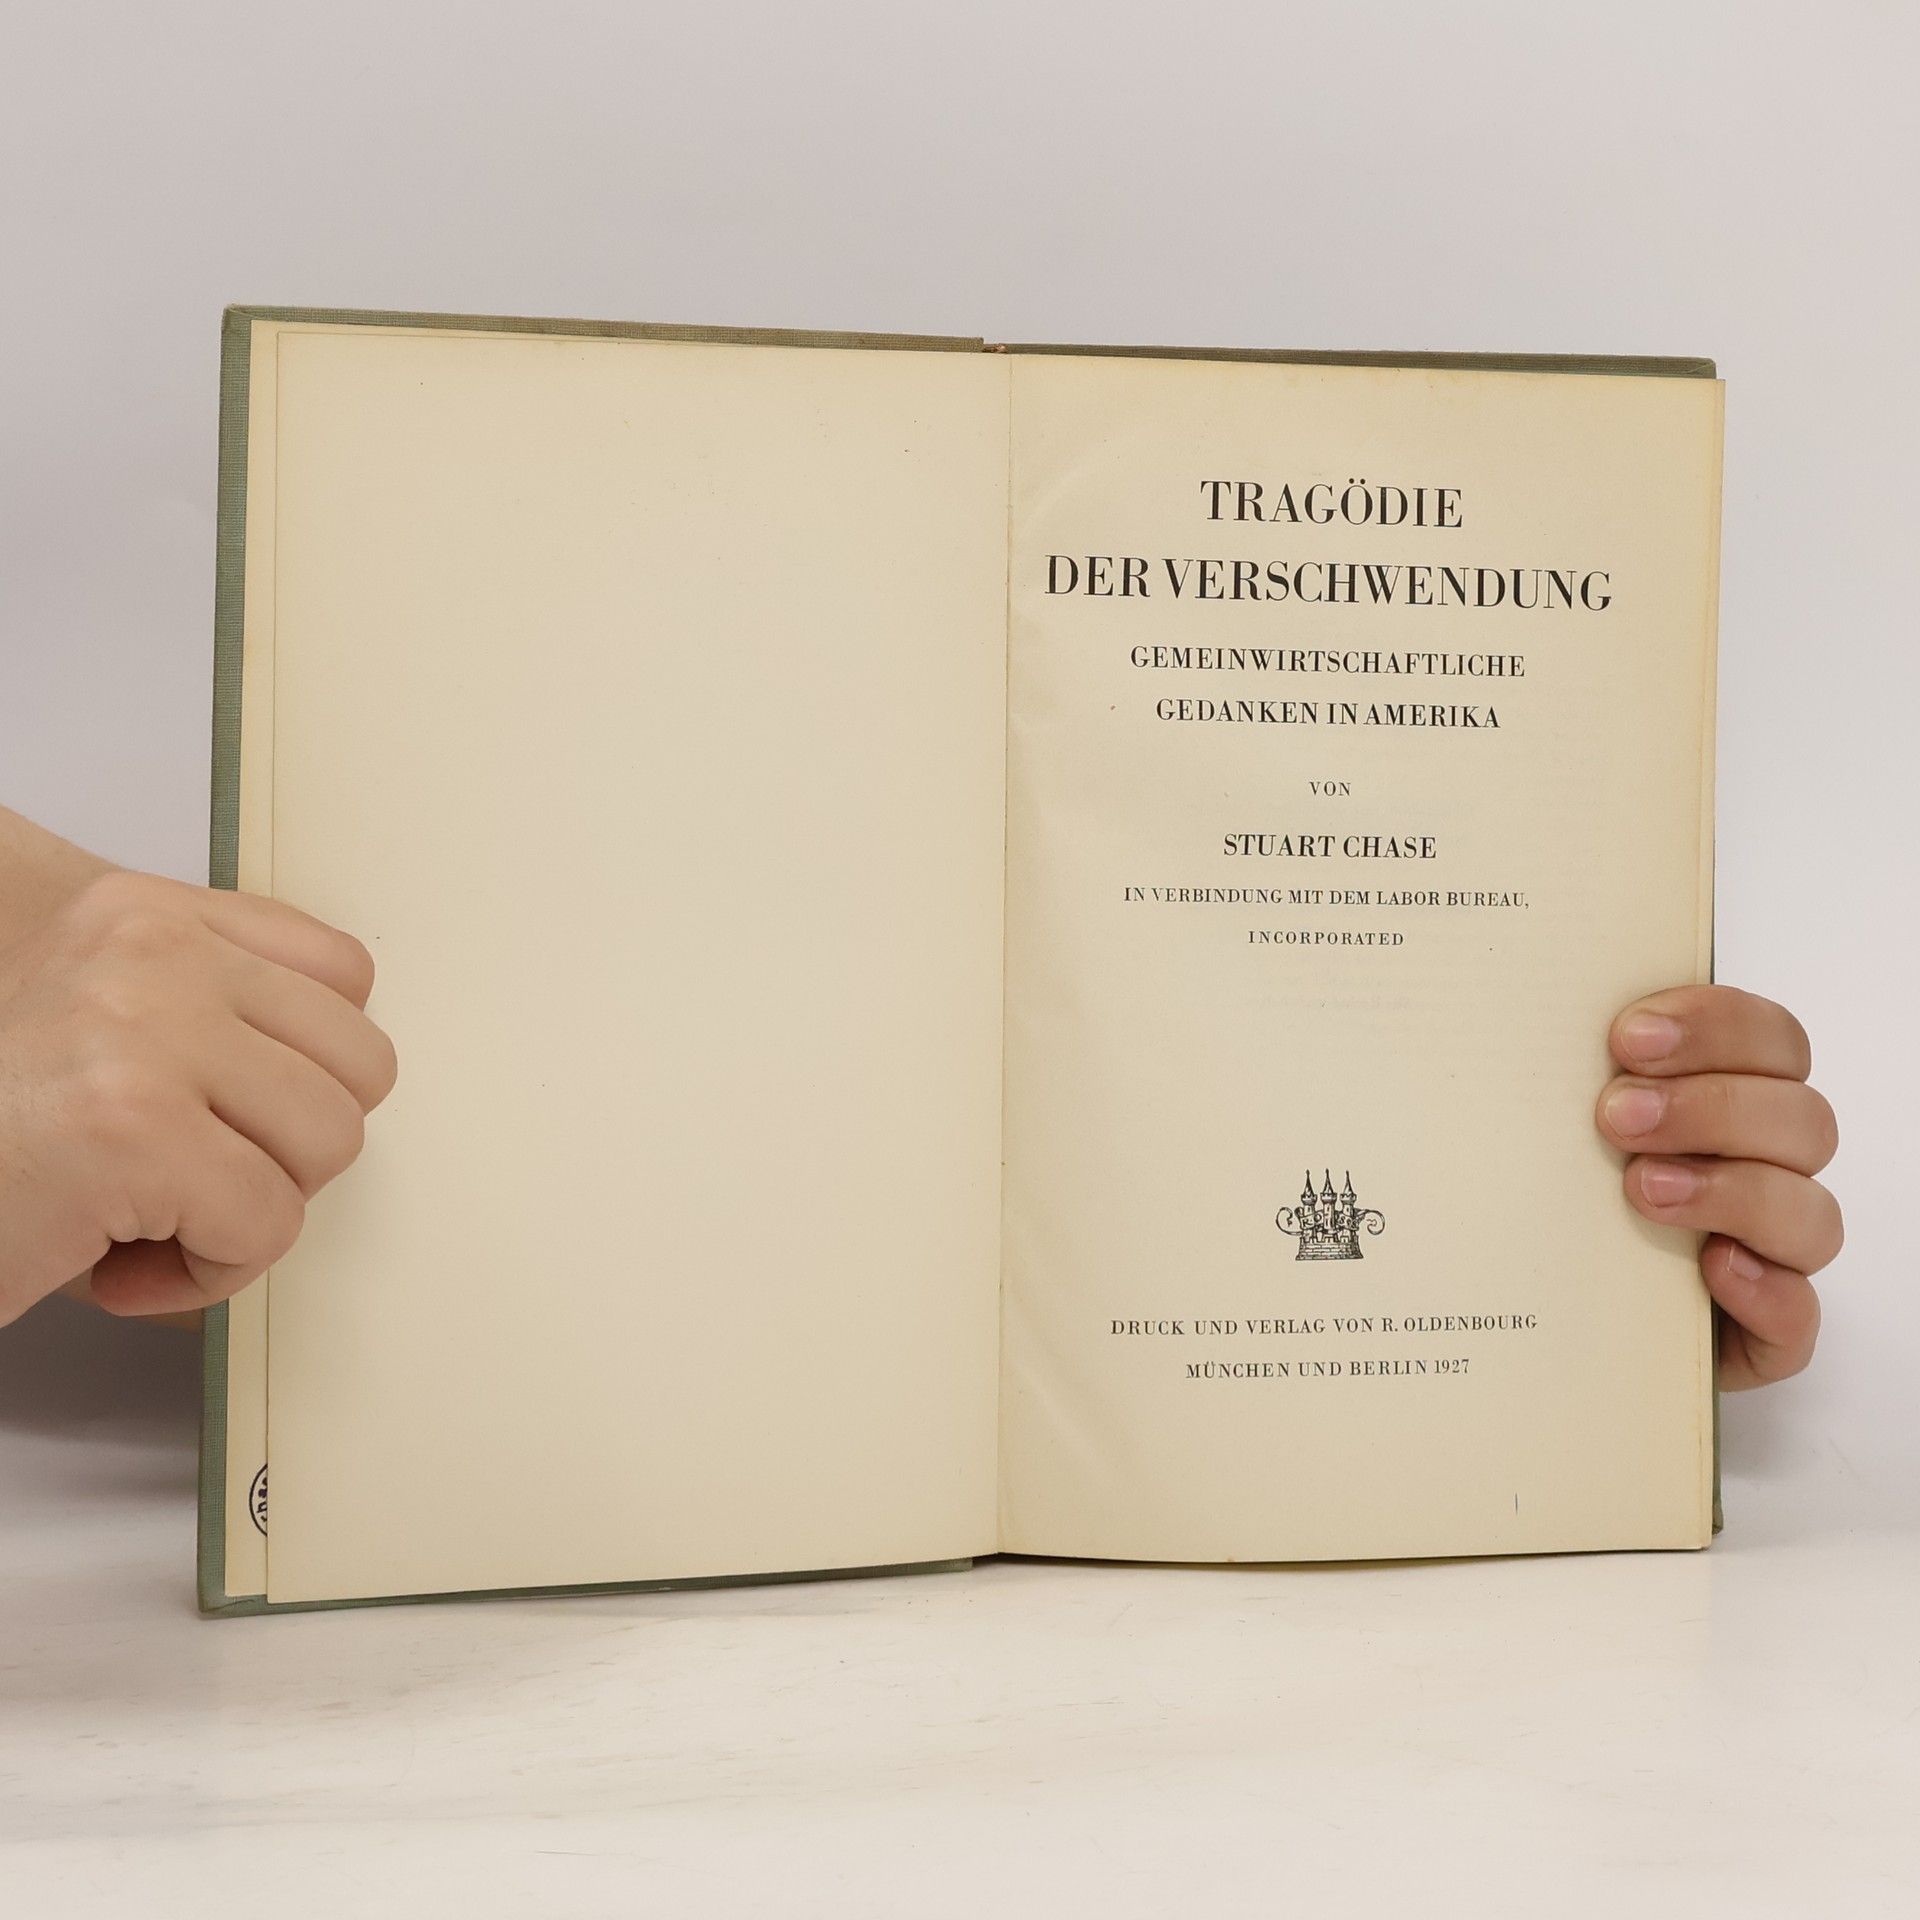 TRAGÖDIE
DER VERSCHWENDUNG
GEMEINWIRTSCHAFTLICHE
GEDANKEN IN AMERIKA
VON
STUART CHASE
IN VERBINDUNG MIT DEM LABOR BUREAU,
INCORPORATED
DRUCK UND VERLAG VON R. OLDENBOURG
MÜNCHEN UND BERLIN 1927